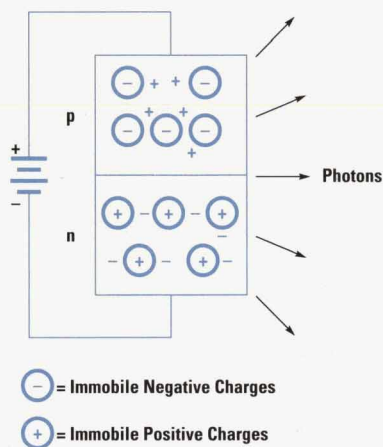 p
+
−
n
Photons
= Immobile Negative Charges
= Immobile Positive Charges